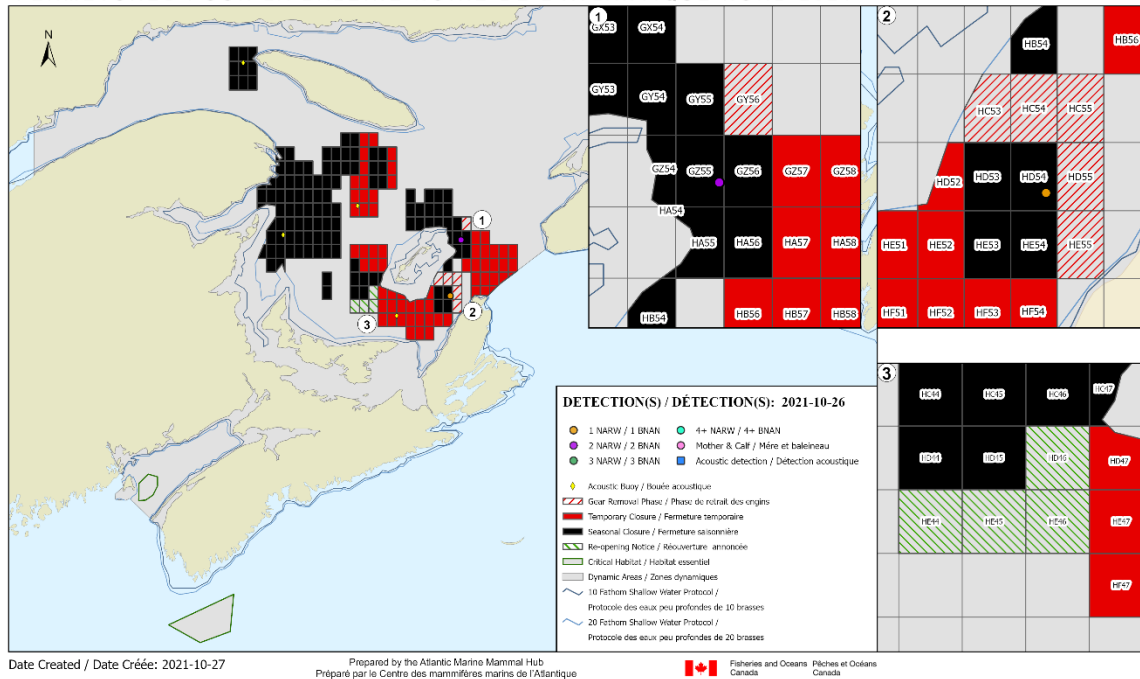 N
1
2
3
1
GX53 GX54
GY53 GY54 GY55 GY56
GZ54 GZ55 GZ56 GZ57 GZ58
HA54 HA55 HA56 HA57 HA58
HB54 HB56 HB57 HB58
2
HB54 HB56
HC53 HC54 HC55
HD52 HD53 HD54 HD55
HE51 HE52 HE53 HE54 HE55
HF51 HF52 HF53 HF54
3
HC44 HC45 HC46 HC47
HD44 HD45 HD46 HD47
HE44 HE45 HE46 HE47
HF47
DETECTION(S) / DÉTECTION(S): 2021-10-26
1 NARW / 1 BNAN
2 NARW / 2 BNAN
3 NARW / 3 BNAN
4+ NARW / 4+ BNAN
Mother & Calf / Mére et baleineau
Acoustic detection / Détection acoustique
Acoustic Buoy / Bouée acoustique
Gear Removal Phase / Phase de retrait des engins
Temporary Closure / Fermeture temporaire
Seasonal Closure / Fermeture saisonnière
Re-opening Notice / Réouverture annoncée
Critical Habitat / Habitat essentiel
Dynamic Areas / Zones dynamiques
10 Fathom Shallow Water Protocol /
Protocole des eaux peu profondes de 10 brasses
20 Fathom Shallow Water Protocol /
Protocole des eaux peu profondes de 20 brasses
Date Created / Date Créée: 2021-10-27
Prepared by the Atlantic Marine Mammal Hub
Préparé par le Centre des mammifères marins de l'Atlantique
Fisheries and Oceans Pêches et Océans
Canada Canada